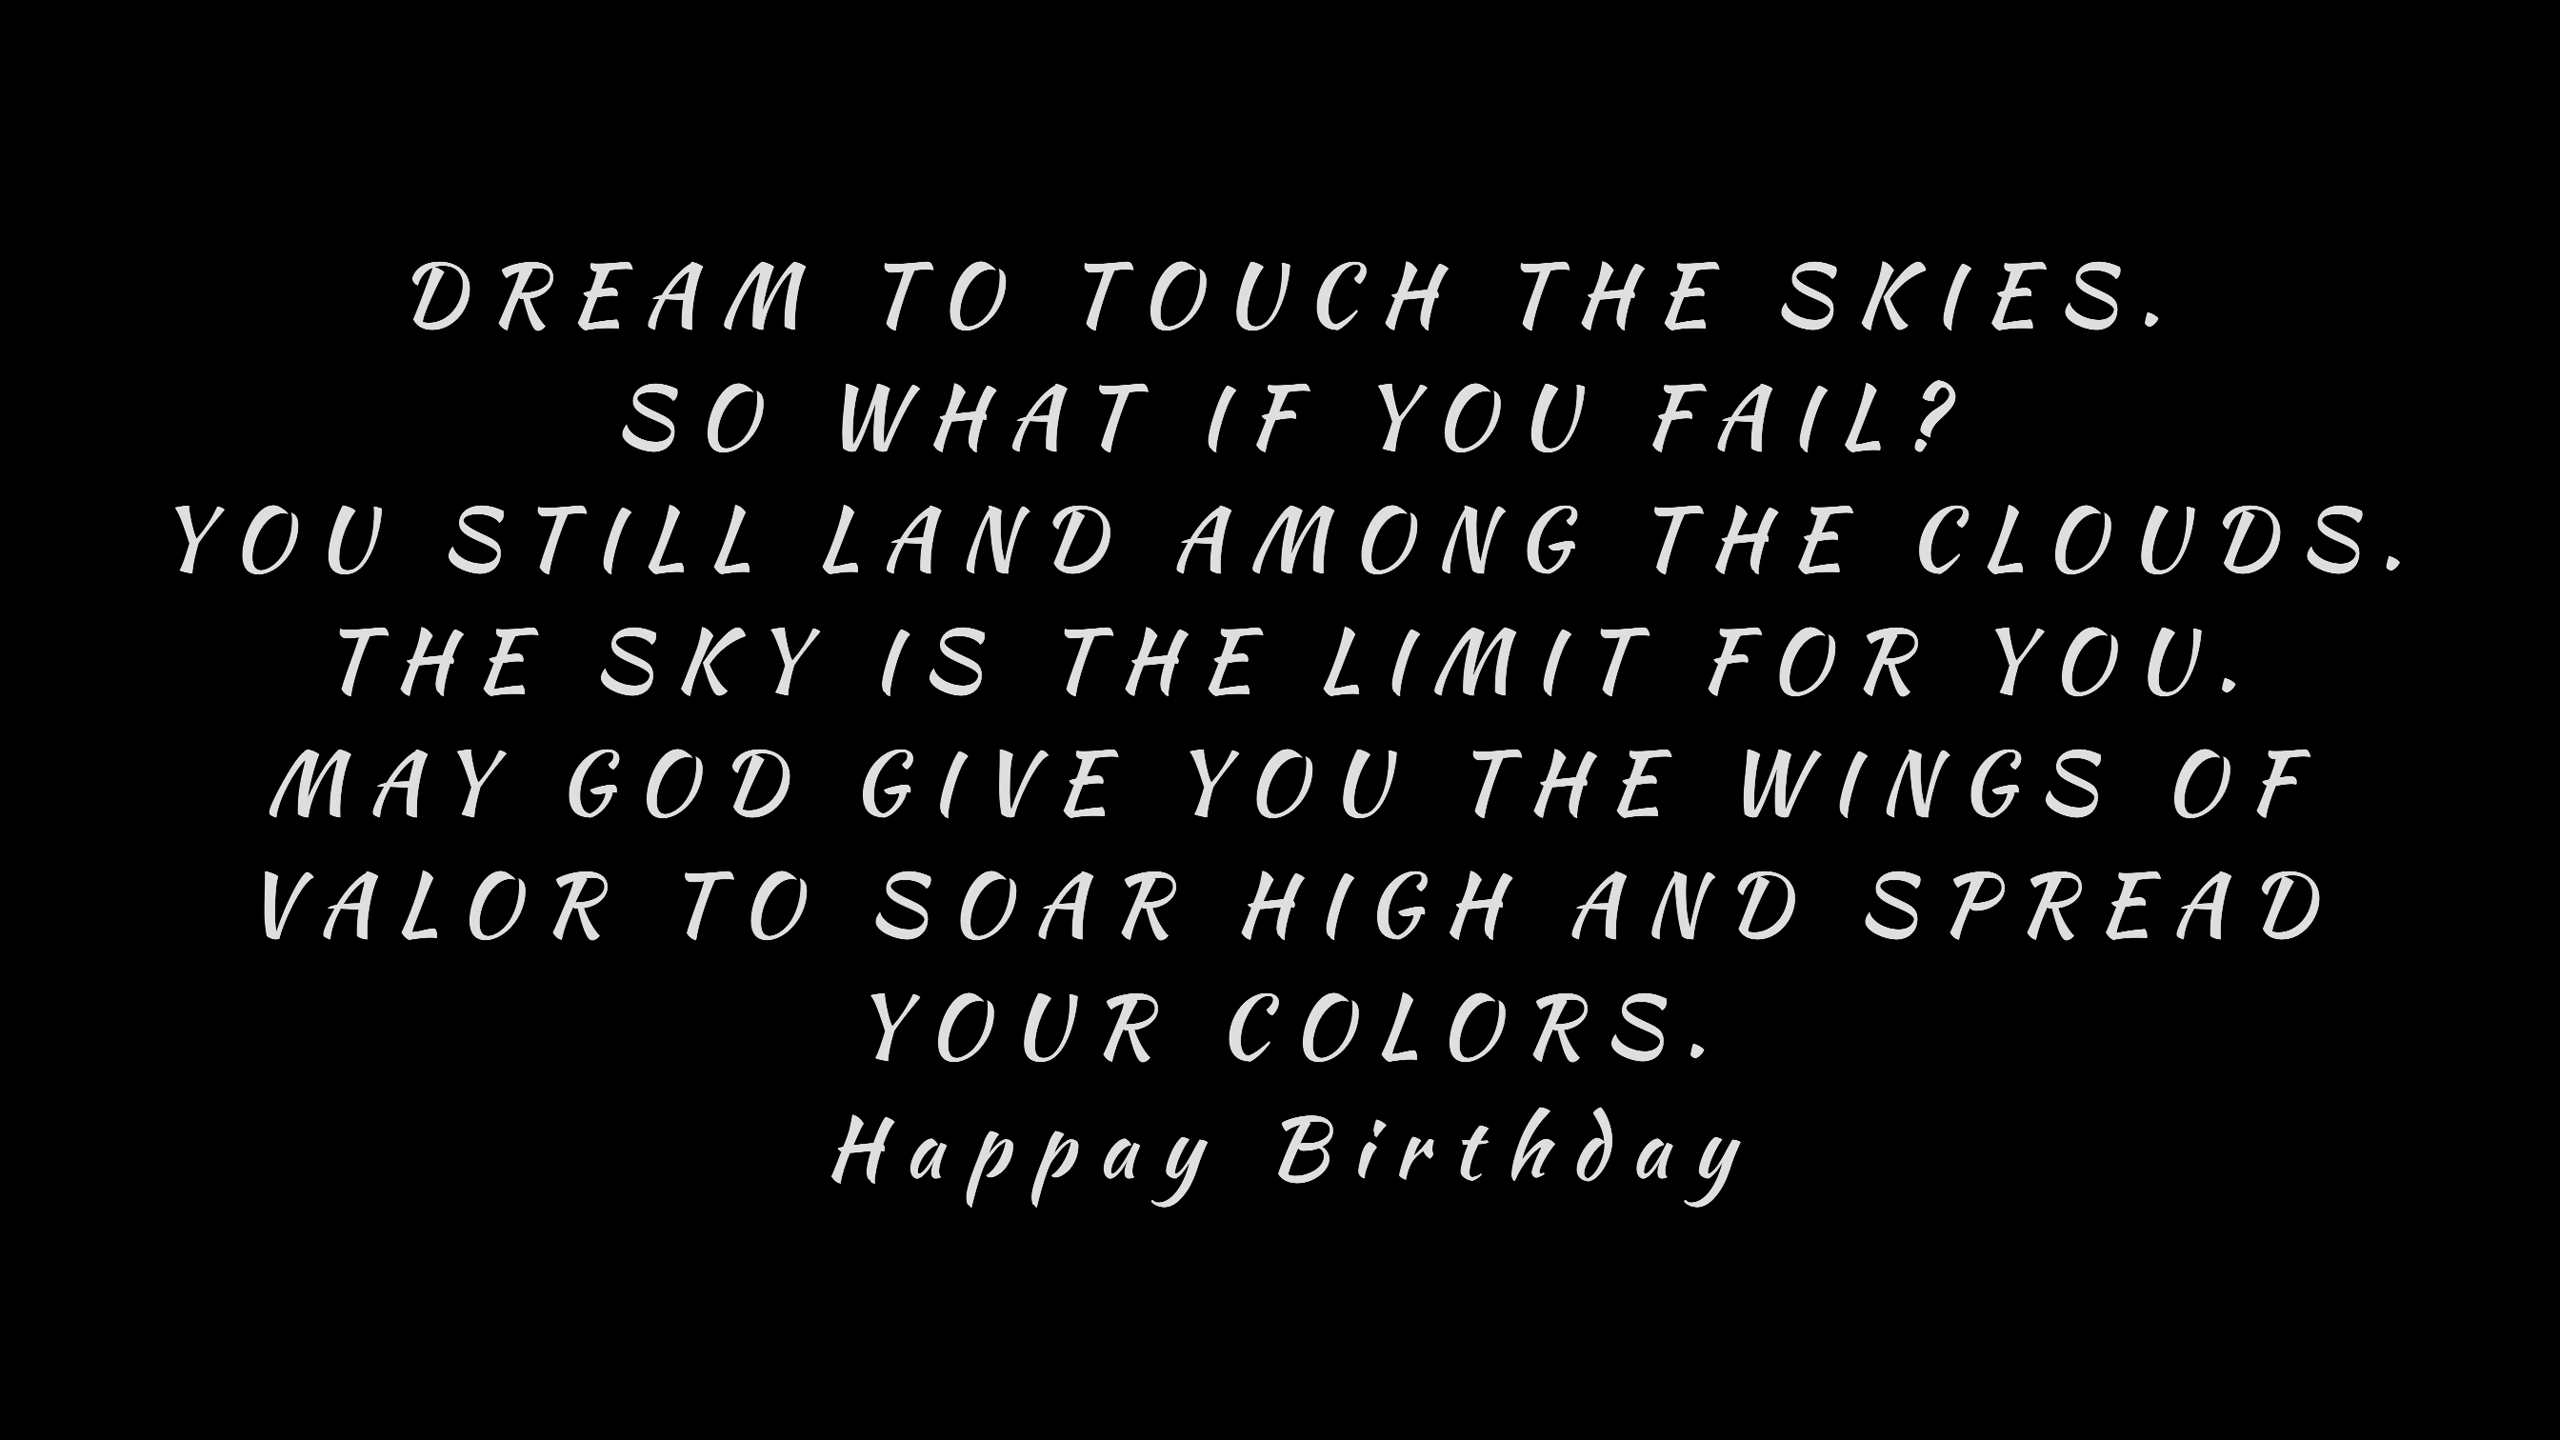 DREAM TO TOUCH THE SKIES.
SO WHAT IF YOU FAIL?
YOU STILL LAND AMONG THE CLOUDS.
THE SKY IS THE LIMIT FOR YOU.
MAY GOD GIVE YOU THE WINGS OF
VALOR TO SOAR HIGH AND SPREAD
YOUR COLORS.
Happay Birthday